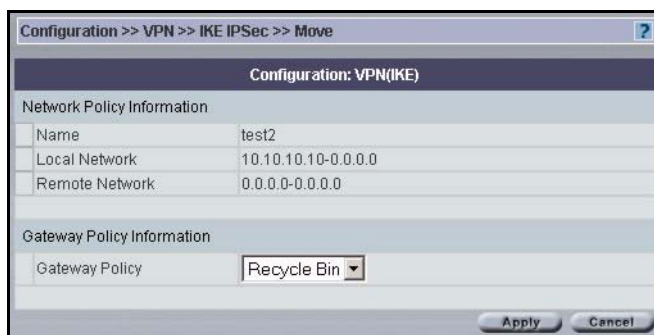 Configuration >> VPN >> IKE IPSec >> Move ?
Configuration: VPN(IKE)
Network Policy Information
Name test2
Local Network 10.10.10.10-0.0.0.0
Remote Network 0.0.0.0-0.0.0.0
Gateway Policy Information
Gateway Policy Recycle Bin
Apply Cancel